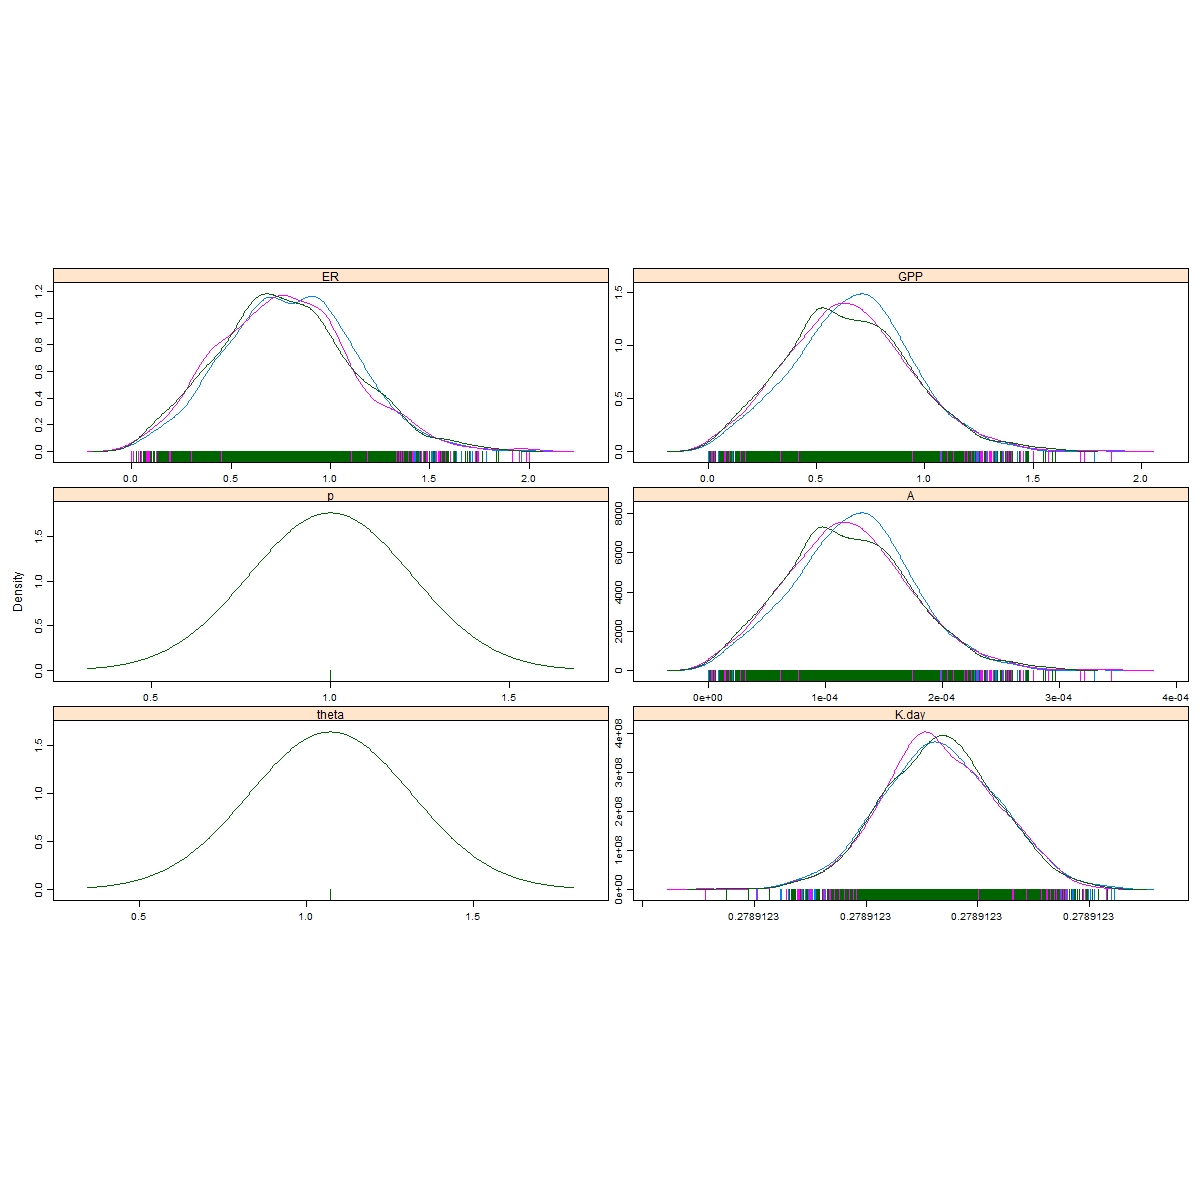 ER
GPP
0.0 0.2 0.4 0.6 0.8 1.0 1.2
0.0 0.5 1.0 1.5
0.0 0.5 1.0 1.5 2.0
0.0 0.5 1.0 1.5 2.0
p
A
Density
0.0 0.5 1.0 1.5
0 2000 4000 6000 8000
0.5 1.0 1.5
0e+00 1e-04 2e-04 3e-04 4e-04
theta
K.day
0.0 0.5 1.0 1.5
0e+00 1e+08 2e+08 3e+08 4e+08
0.5 1.0 1.5
0.2789123 0.2789123 0.2789123 0.2789123